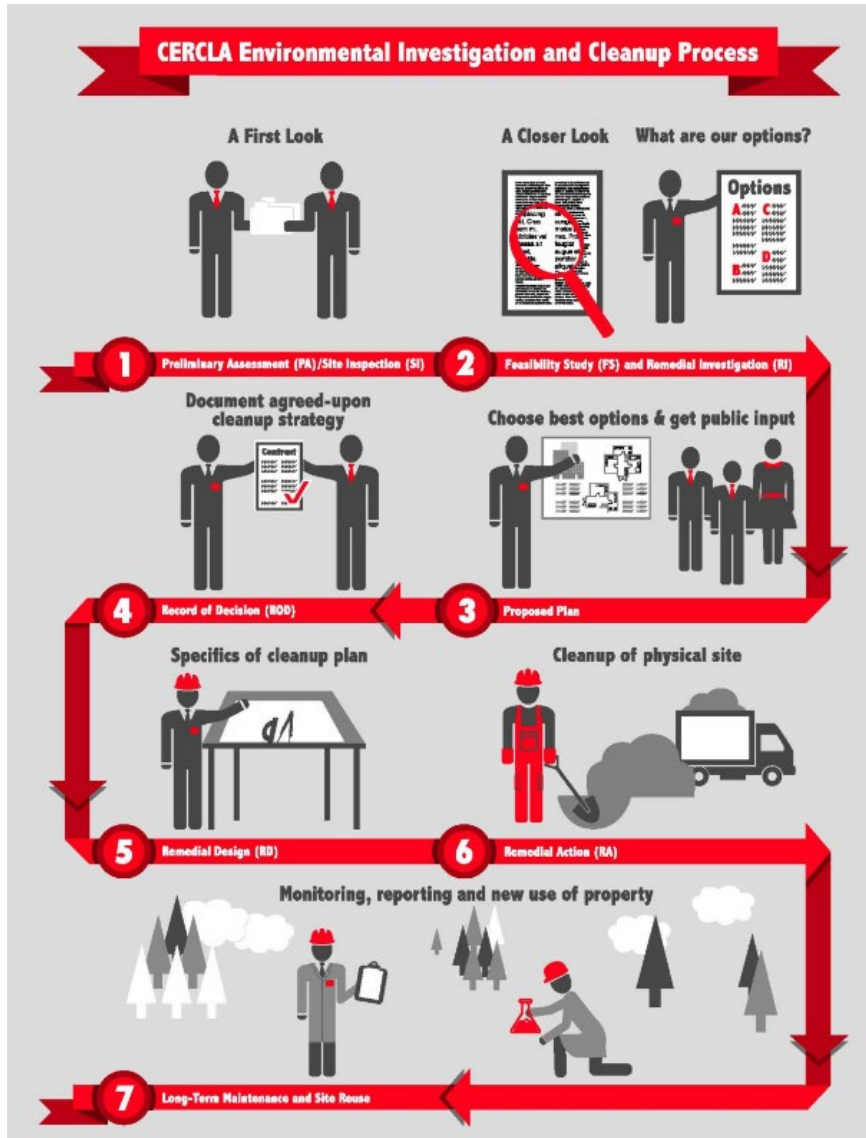 CERCLA Environmental Investigation and Cleanup Process
A First Look
A Closer Look
What are our options?
Options
A
C
B
D
1 Preliminary Assessment (PA)/Site Inspection (SI)
2 Feasibility Study (FS) and Remedial Investigation (RI)
Document agreed-upon
cleanup strategy
Contract
Choose best options & get public input
4 Record of Decision (ROD)
3 Proposed Plan
Specifics of cleanup plan
Cleanup of physical site
5 Remedial Design (RD)
6 Remedial Action (RA)
Monitoring, reporting and new use of property
7 Long-Term Maintenance and Site Reuse